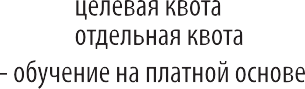 целевая квота
отдельная квота
- обучение на платной основе